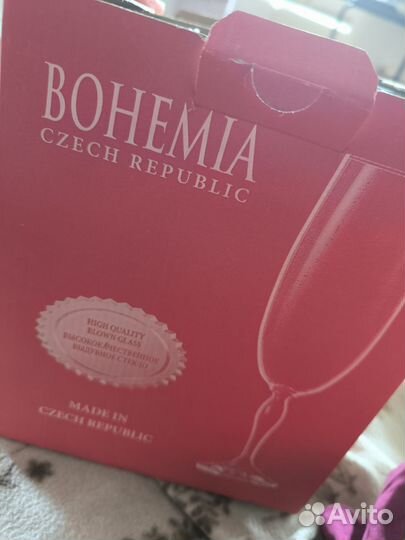 BOHEMIA
CZECH REPUBLIC
HIGH QUALITY
BLOWN GLASS
ВЫСОКОКАЧЕСТВЕННОЕ
ВЫДУВНОЕ СТЕКЛО
MADE IN
CZECH REPUBLIC
Avito